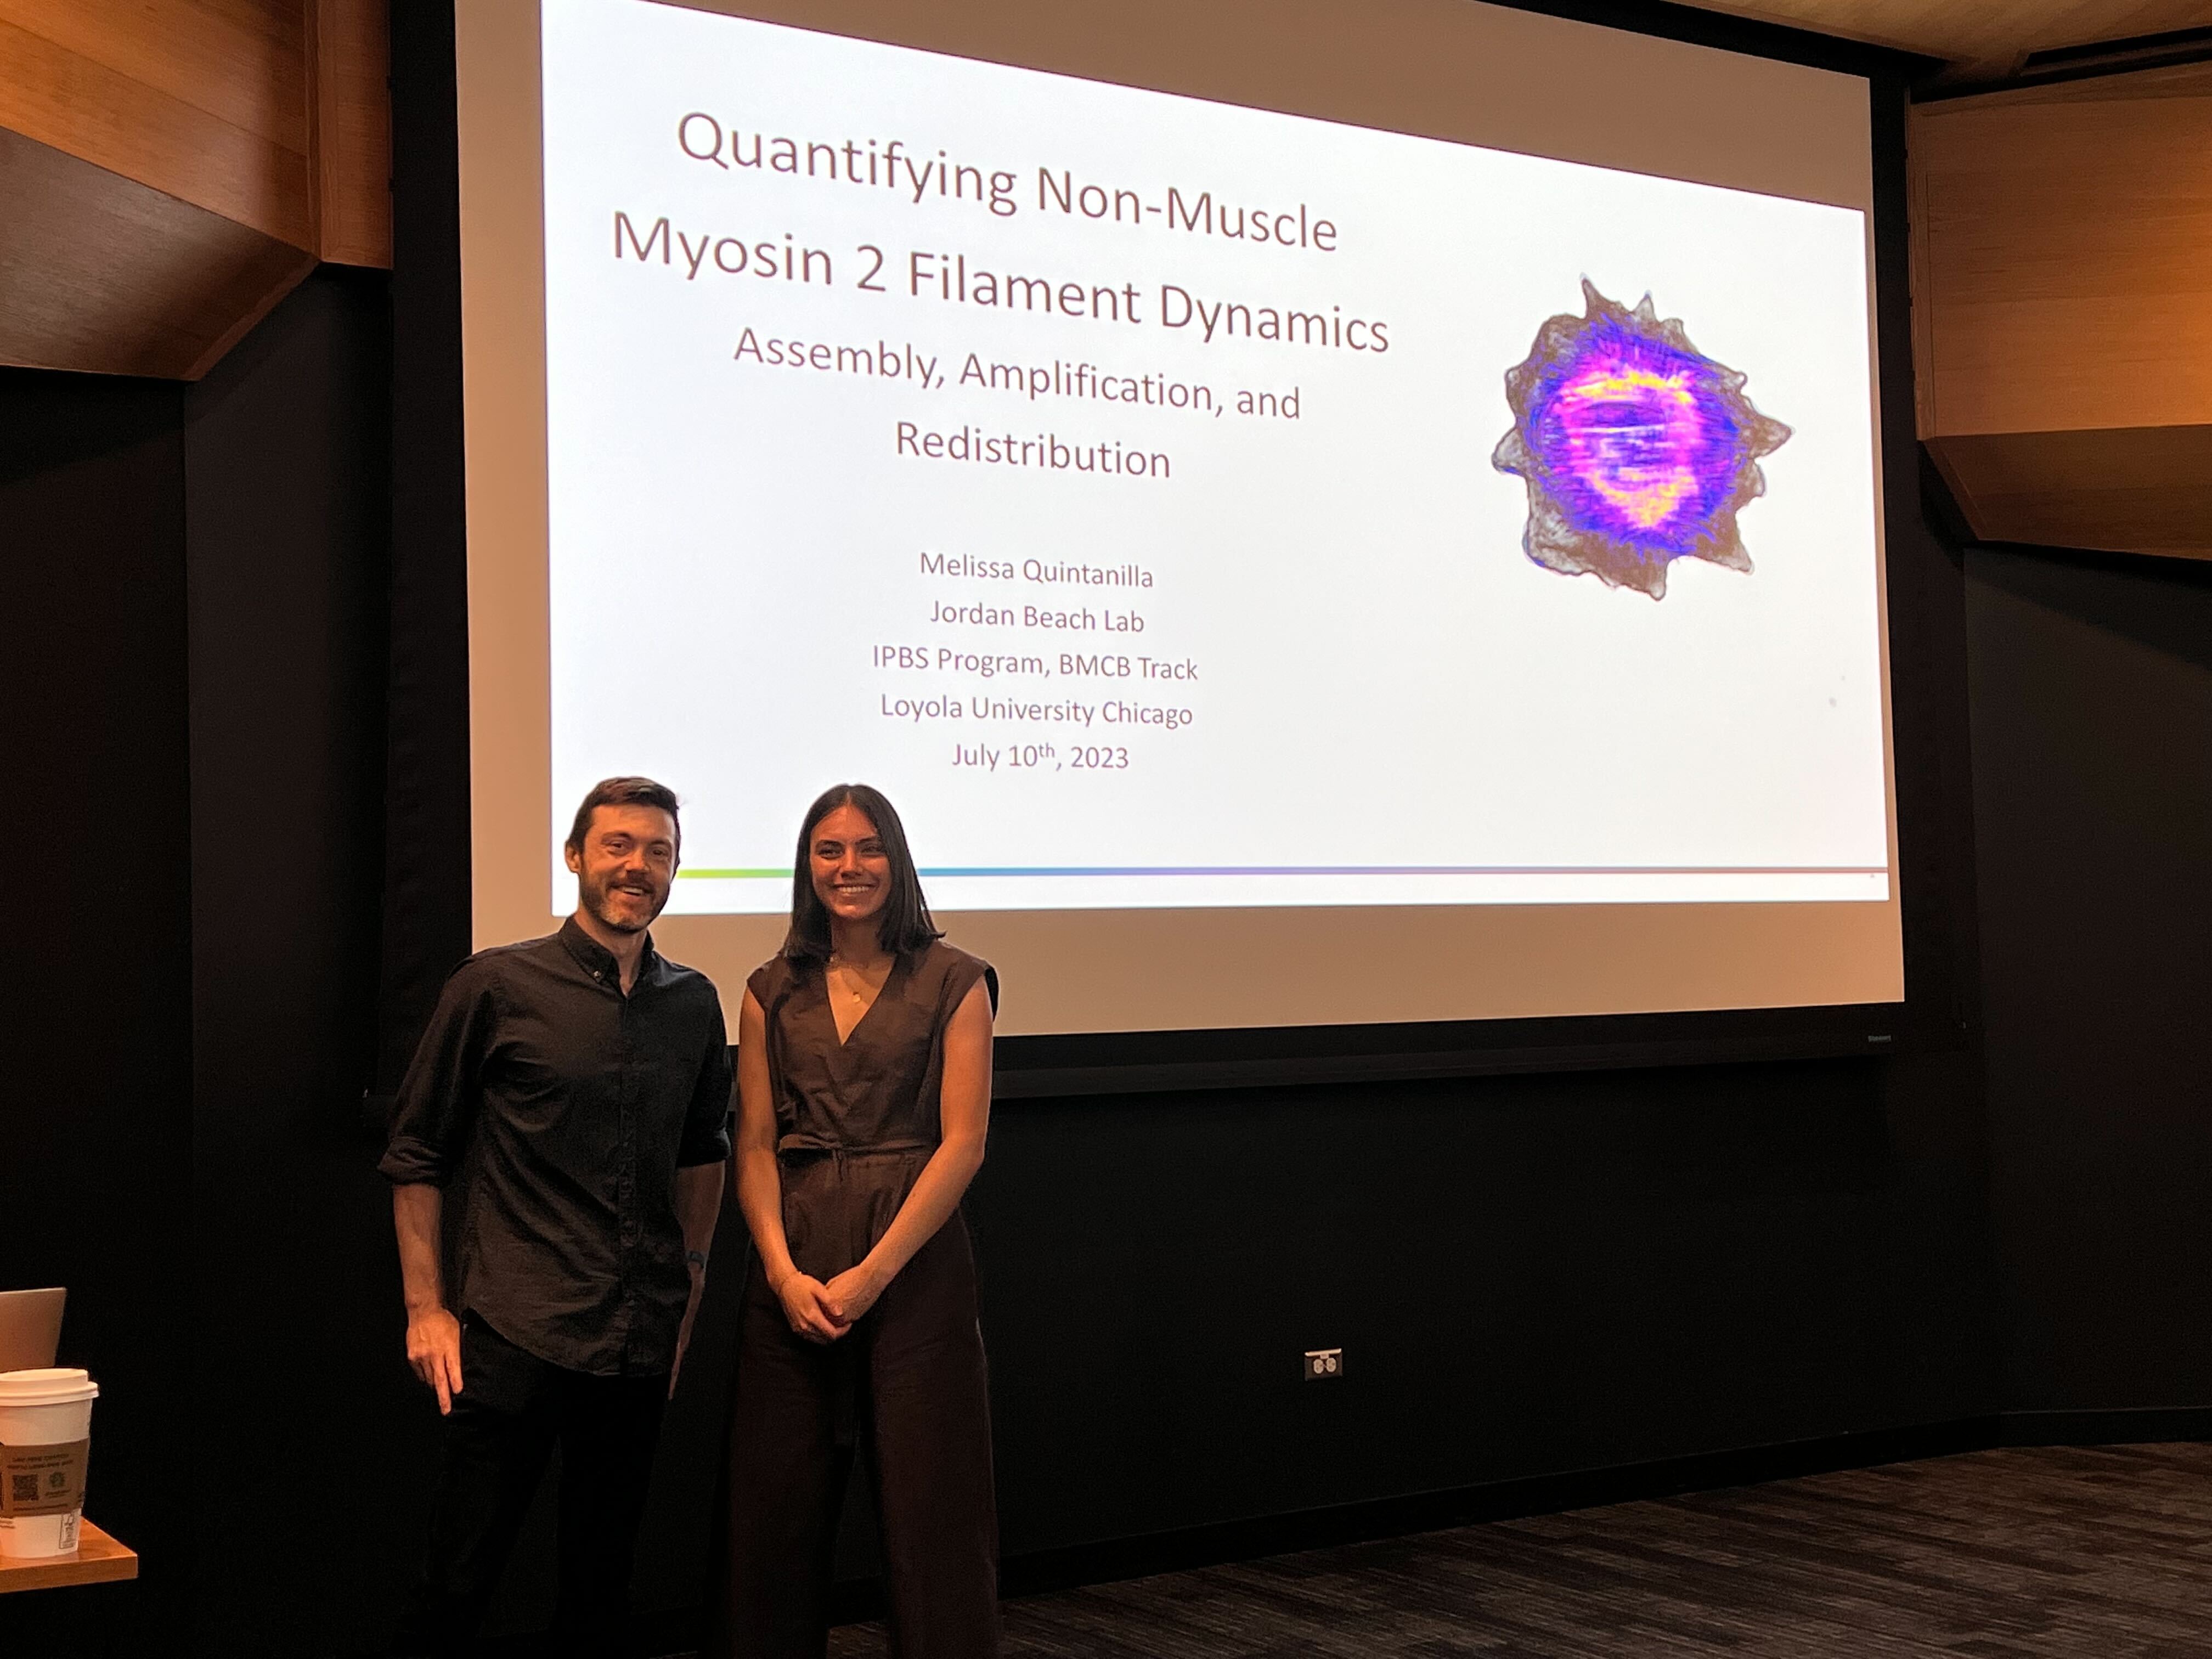 Quantifying Non-Muscle
Myosin 2 Filament Dynamics
Assembly, Amplification, and
Redistribution
Melissa Quintanilla
Jordan Beach Lab
IPBS Program, BMCB Track
Loyola University Chicago
July 10th, 2023